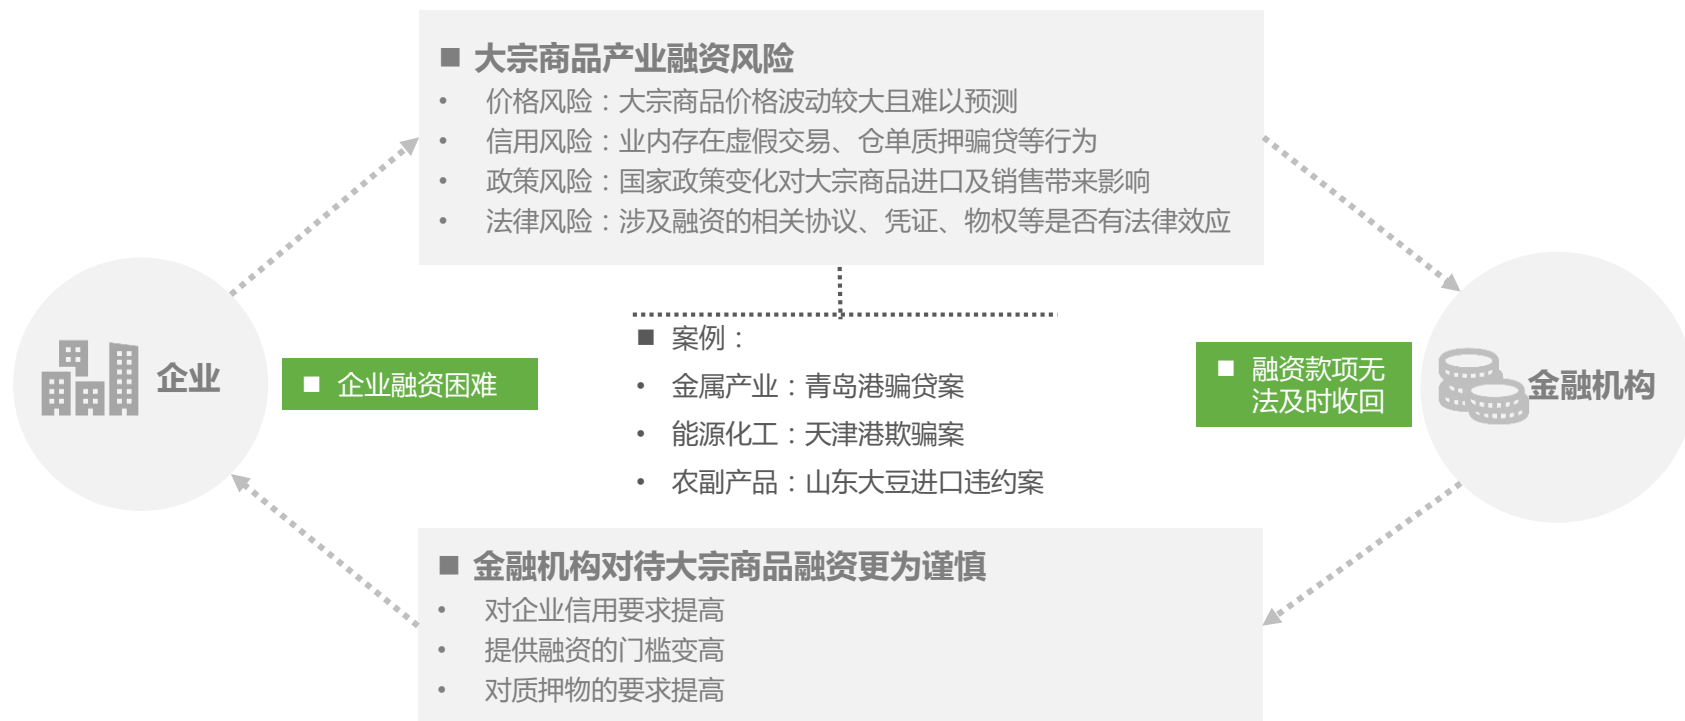 ■ 大宗商品产业融资风险
• 价格风险：大宗商品价格波动较大且难以预测
• 信用风险：业内存在虚假交易、仓单质押骗贷等行为
• 政策风险：国家政策变化对大宗商品进口及销售带来影响
• 法律风险：涉及融资的相关协议、凭证、物权等是否有法律效应
企业
■ 企业融资困难
■ 案例：
• 金属产业：青岛港骗贷案
• 能源化工：天津港欺骗案
• 农副产品：山东大豆进口违约案
■ 融资款项无
法及时收回
金融机构
■ 金融机构对待大宗商品融资更为谨慎
• 对企业信用要求提高
• 提供融资的门槛变高
• 对质押物的要求提高